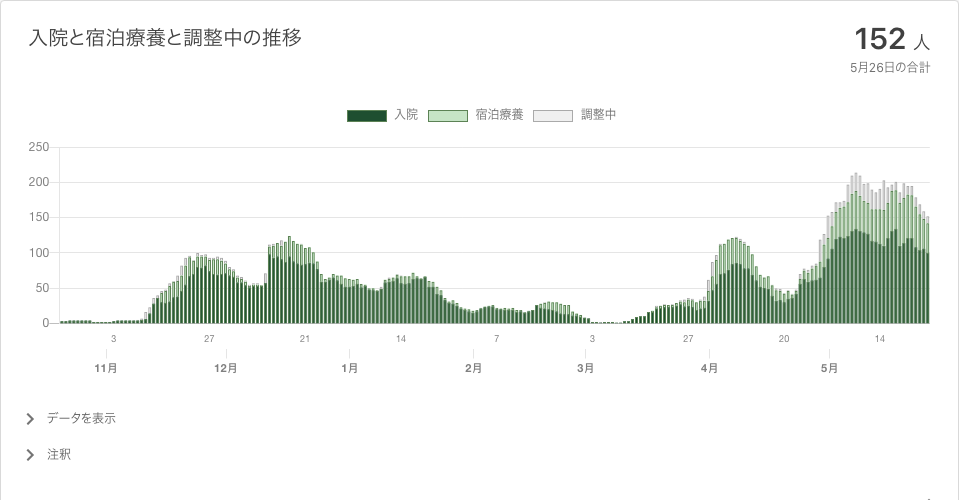 入院と宿泊療養と調整中の推移
152 人
5月26日の合計
入院 宿泊療養 調整中
250
200
150
100
50
0
3 27 21 14 7 3 27 20 14
11月 12月 1月 2月 3月 4月 5月
データを表示
注釈